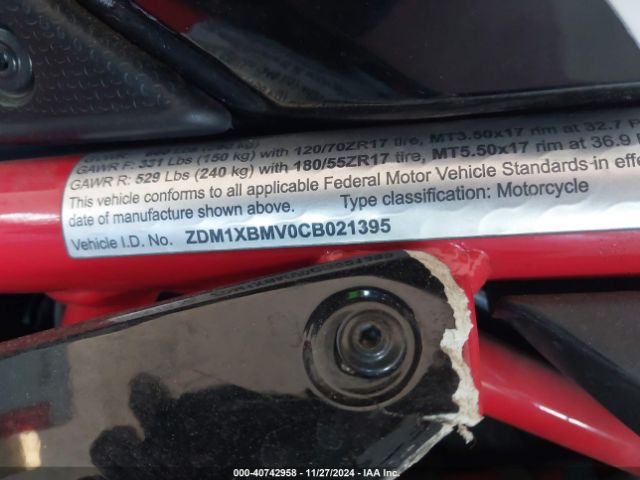 GAWR F: 331 Lbs (150 kg) with 120/70ZR17 tire, MT3.50x17 rim at 32.7
GAWR R: 529 Lbs (240 kg) with 180/55ZR17 tire, MT5.50x17 rim at 36.9
This vehicle conforms to all applicable Federal Motor Vehicle Standards in
date of manufacture shown above. Type classification: Motorcycle
Vehicle I.D. No. ZDM1XBMV0CB021395
000-40742958 - 11/27/2024 - IAA Inc.